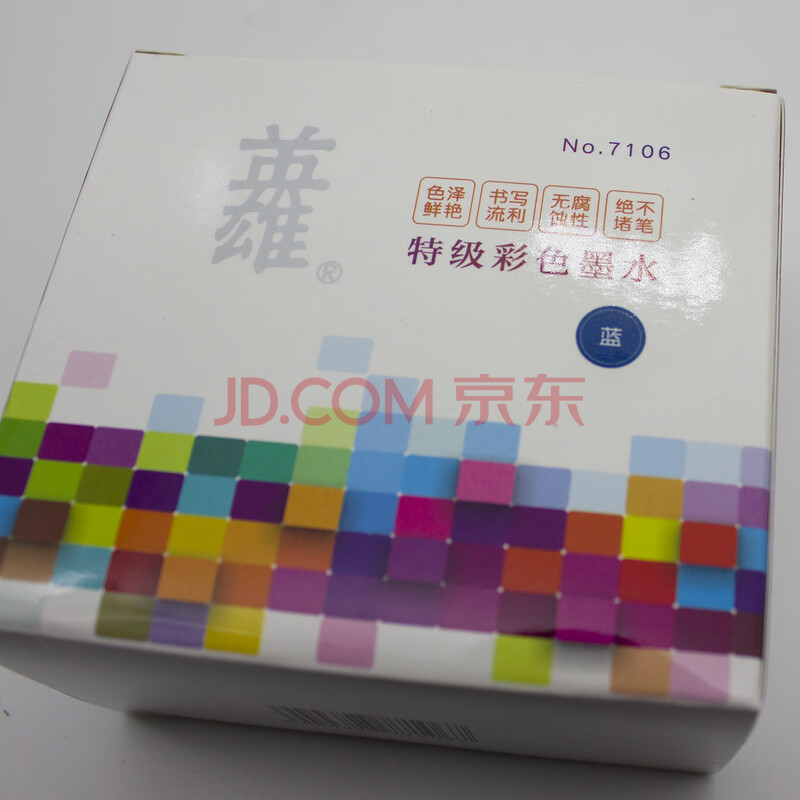 英雄®
No.7106
色泽鲜艳 书写流利 无腐蚀性 绝不堵笔
特级彩色墨水
蓝
JD.COM 京东